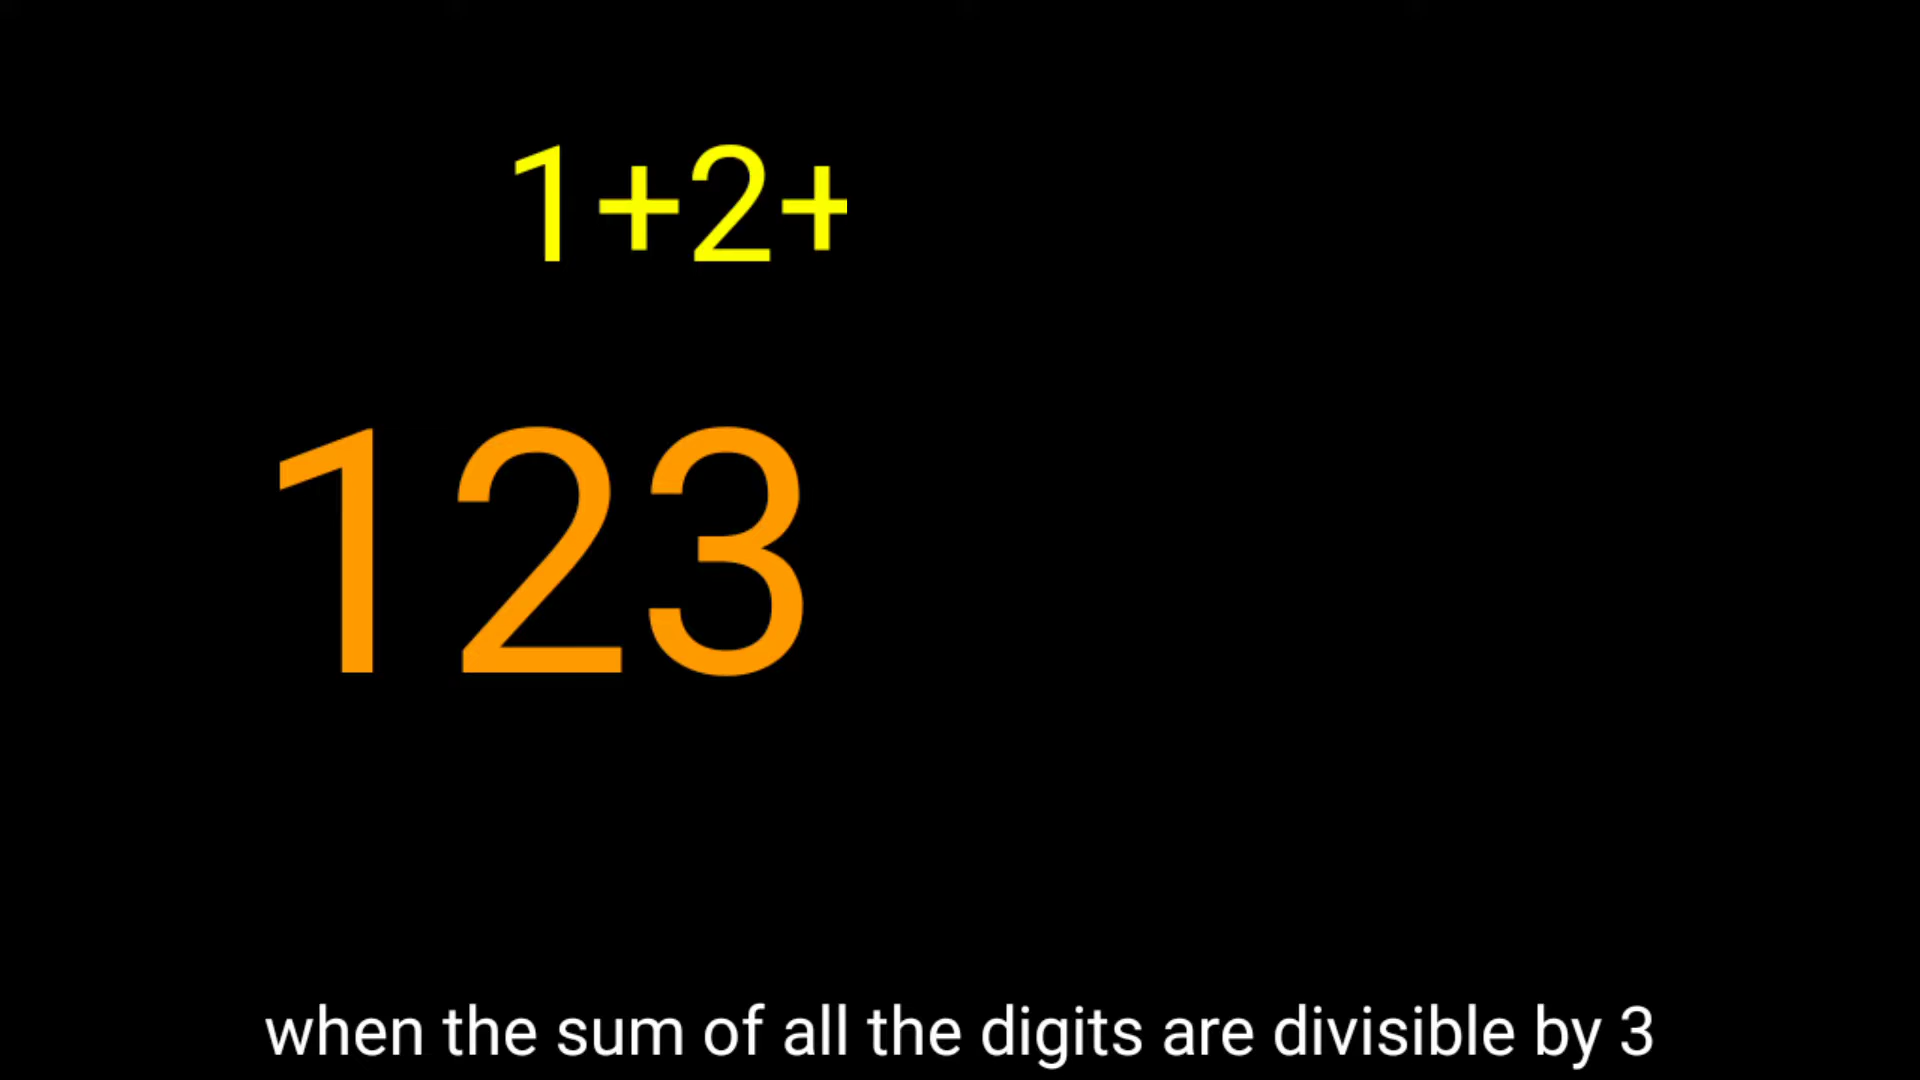 1+2+
123
when the sum of all the digits are divisible by 3